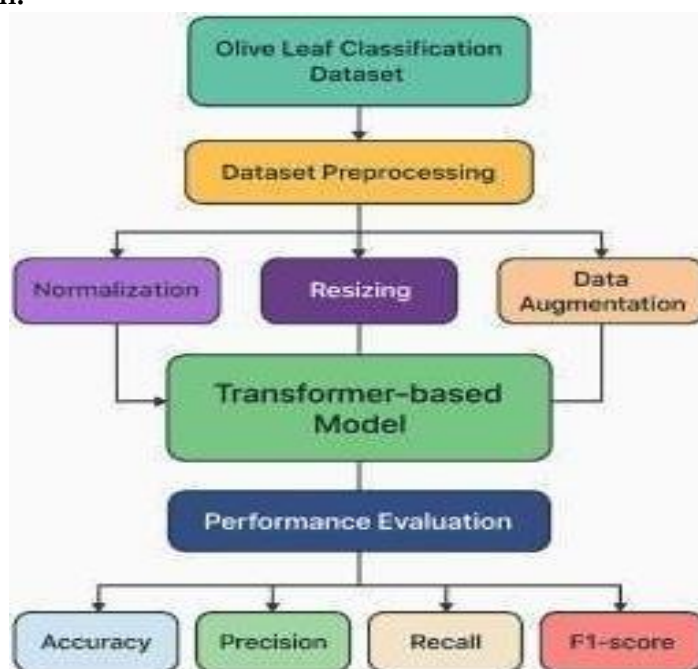 Olive Leaf Classification
Dataset
Dataset Preprocessing
Normalization
Resizing
Data
Augmentation
Transformer-based
Model
Performance Evaluation
Accuracy
Precision
Recall
F1-score